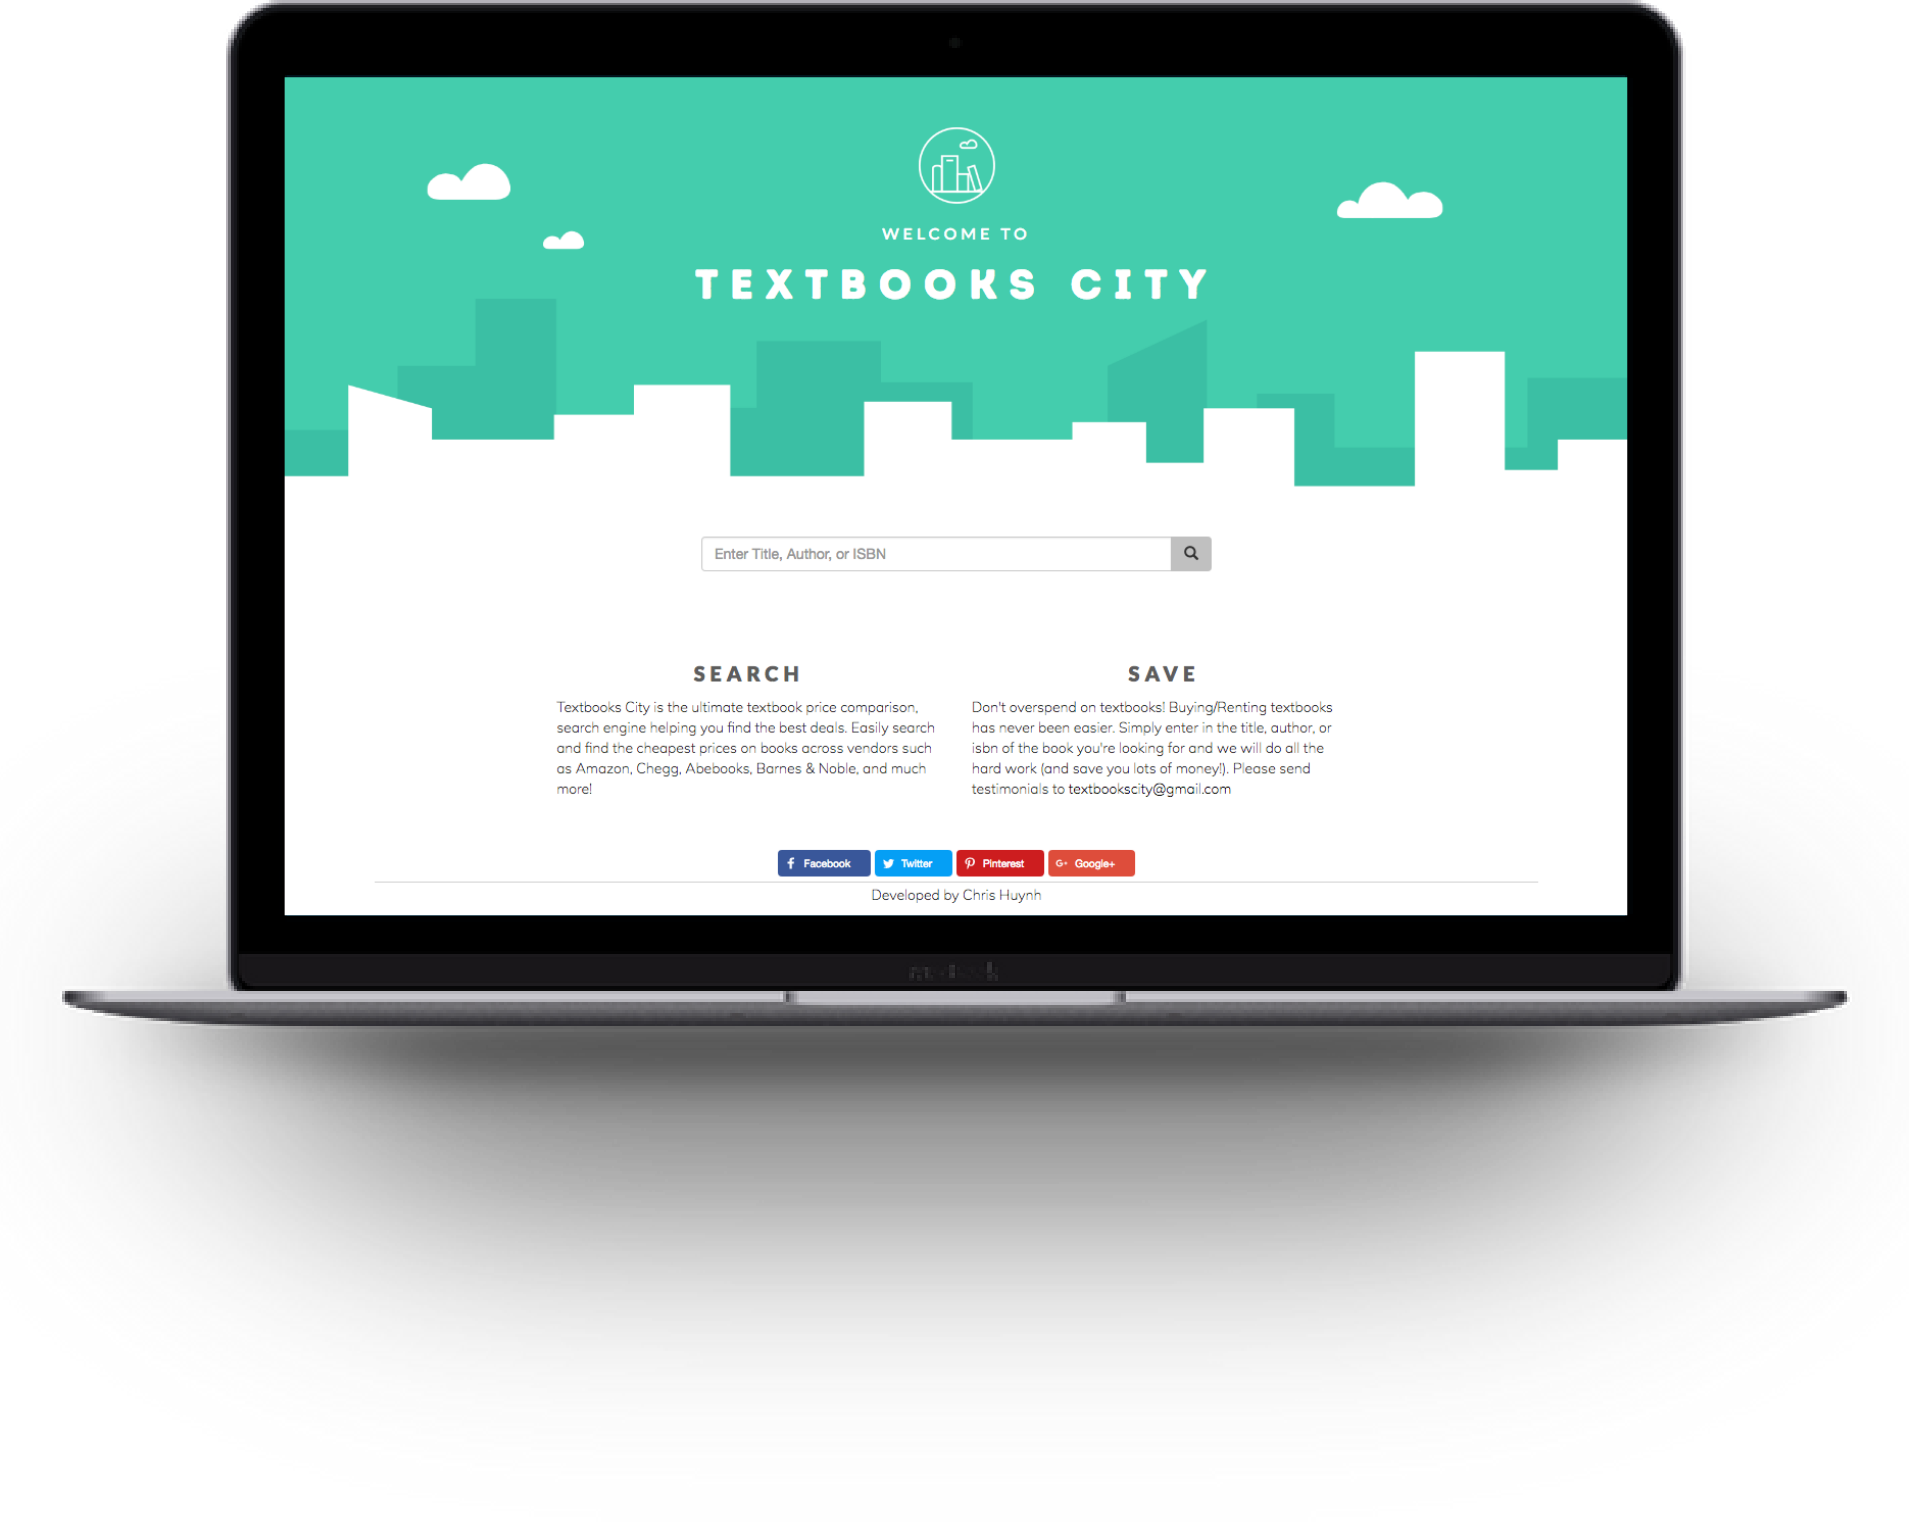 WELCOME TO
TEXTBOOKS CITY
Enter Title, Author, or ISBN
SEARCH
Textbooks City is the ultimate textbook price comparison,
search engine helping you find the best deals. Easily search
and find the cheapest prices on books across vendors such
as Amazon, Chegg, Abebooks, Barnes & Noble, and much
more!
SAVE
Don't overspend on textbooks! Buying/Renting textbooks
has never been easier. Simply enter in the title, author, or
isbn of the book you're looking for and we will do all the
hard work (and save you lots of money!). Please send
testimonials to textbookscity@gmail.com
Facebook Twitter Pinterest G+ Google+
Developed by Chris Huynh